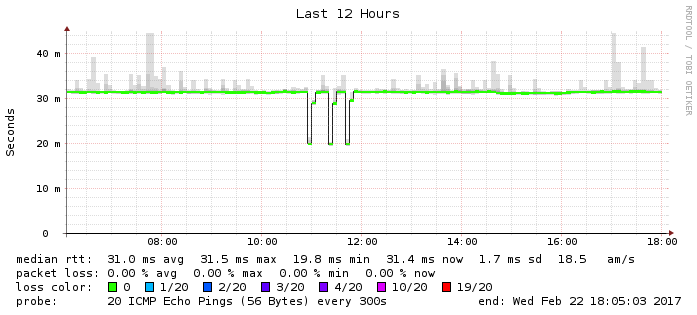 Last 12 Hours
RRDTOOL / TOBI OETIKER
Seconds
40 m
30 m
20 m
10 m
0
08:00 10:00 12:00 14:00 16:00 18:00
median rtt: 31.0 ms avg 31.5 ms max 19.8 ms min 31.4 ms now 1.7 ms sd 18.5 am/s
packet loss: 0.00 % avg 0.00 % max 0.00 % min 0.00 % now
loss color: 0 1/20 2/20 3/20 4/20 10/20 19/20
probe: 20 ICMP Echo Pings (56 Bytes) every 300s end: Wed Feb 22 18:05:03 2017